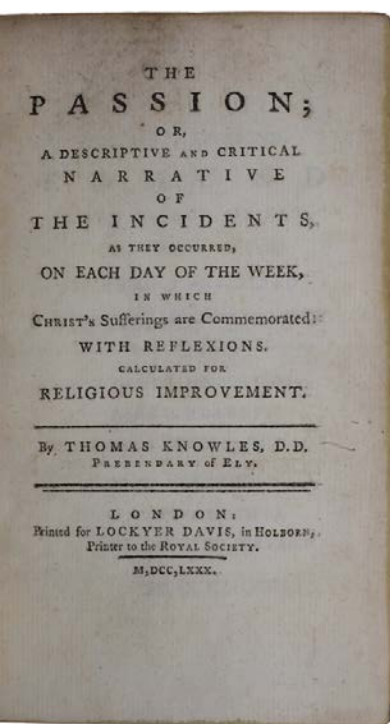 THE
PASSION;
OR,
A DESCRIPTIVE AND CRITICAL
NARRATIVE
OF
THE INCIDENTS,
AS THEY OCCURRED,
ON EACH DAY OF THE WEEK,
IN WHICH
CHRIST's Sufferings are Commemorated:
WITH REFLEXIONS.
CALCULATED FOR
RELIGIOUS IMPROVEMENT.
By THOMAS KNOWLES, D.D.
PREBENDARY of ELY.
LONDON:
Printed for LOCKYER DAVIS, in HOLBORN,
Printer to the ROYAL SOCIETY.
M,DCC,LXXX.